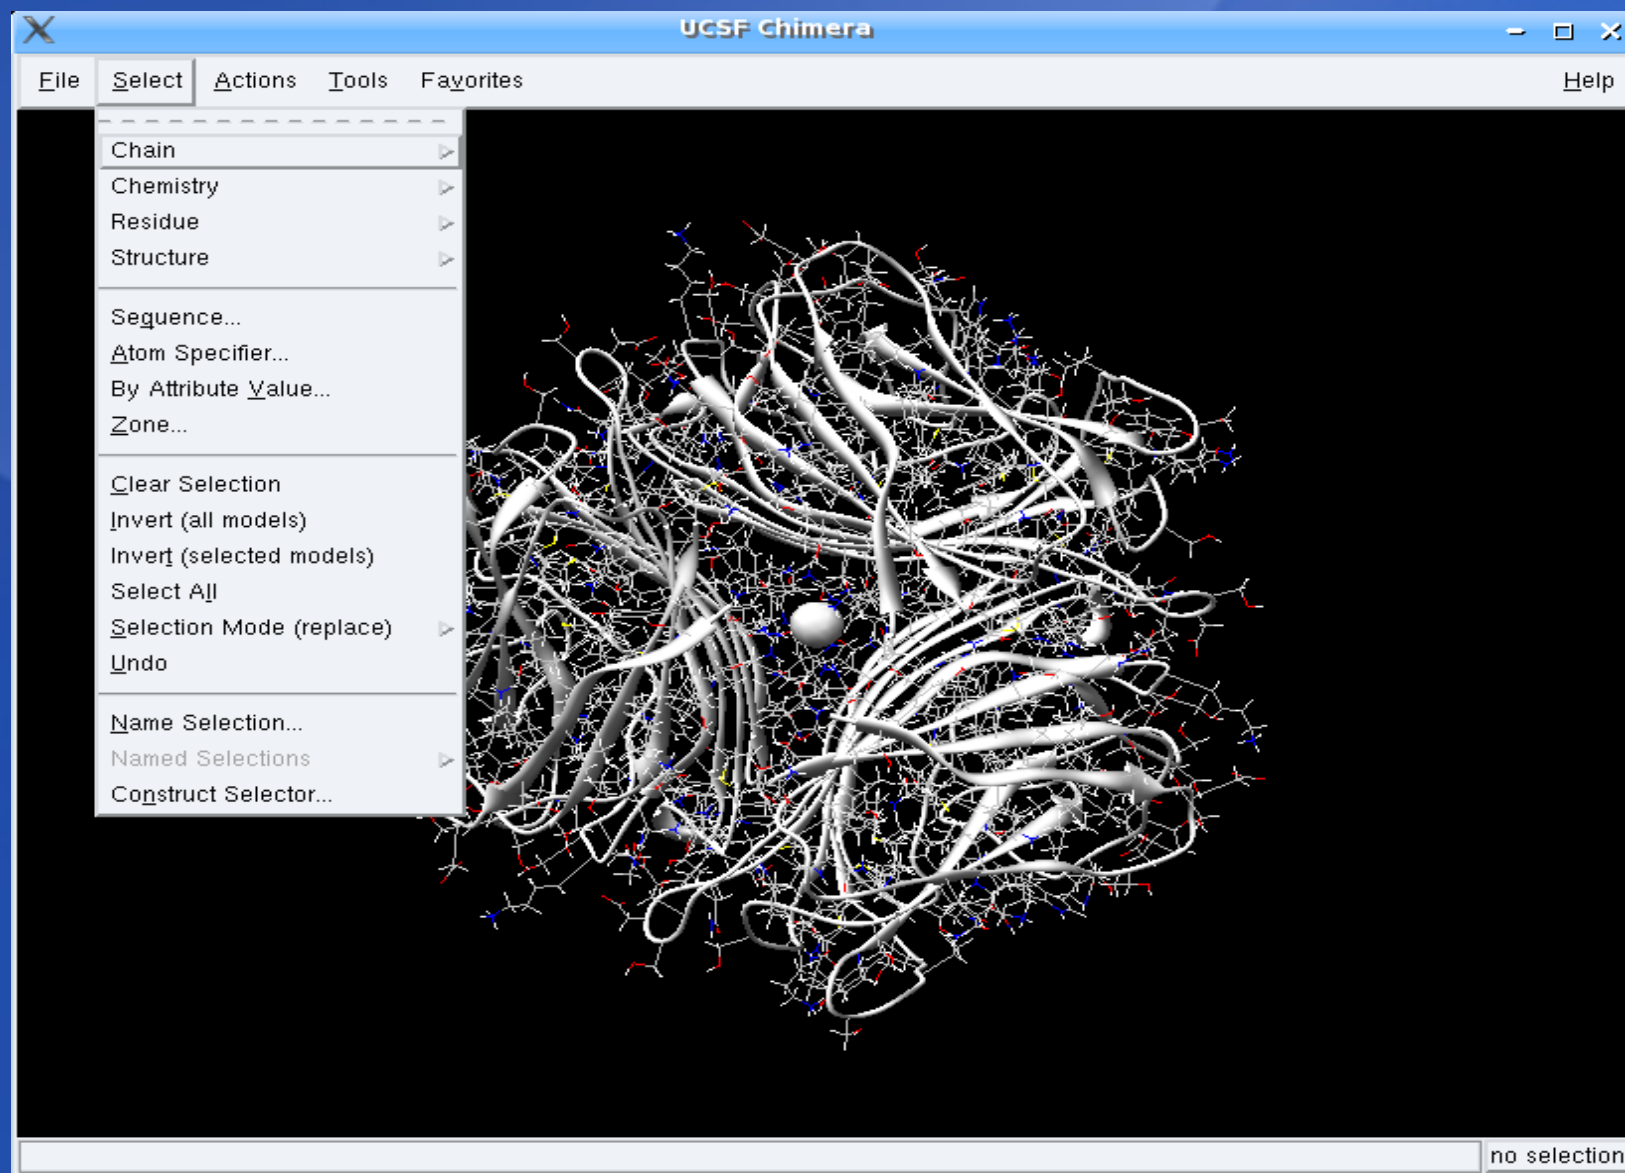 UCSF Chimera
File Select Actions Tools Favorites Help
Chain
Chemistry
Residue
Structure
Sequence...
Atom Specifier...
By Attribute Value...
Zone...
Clear Selection
Invert (all models)
Invert (selected models)
Select All
Selection Mode (replace)
Undo
Name Selection...
Named Selections
Construct Selector...
no selection